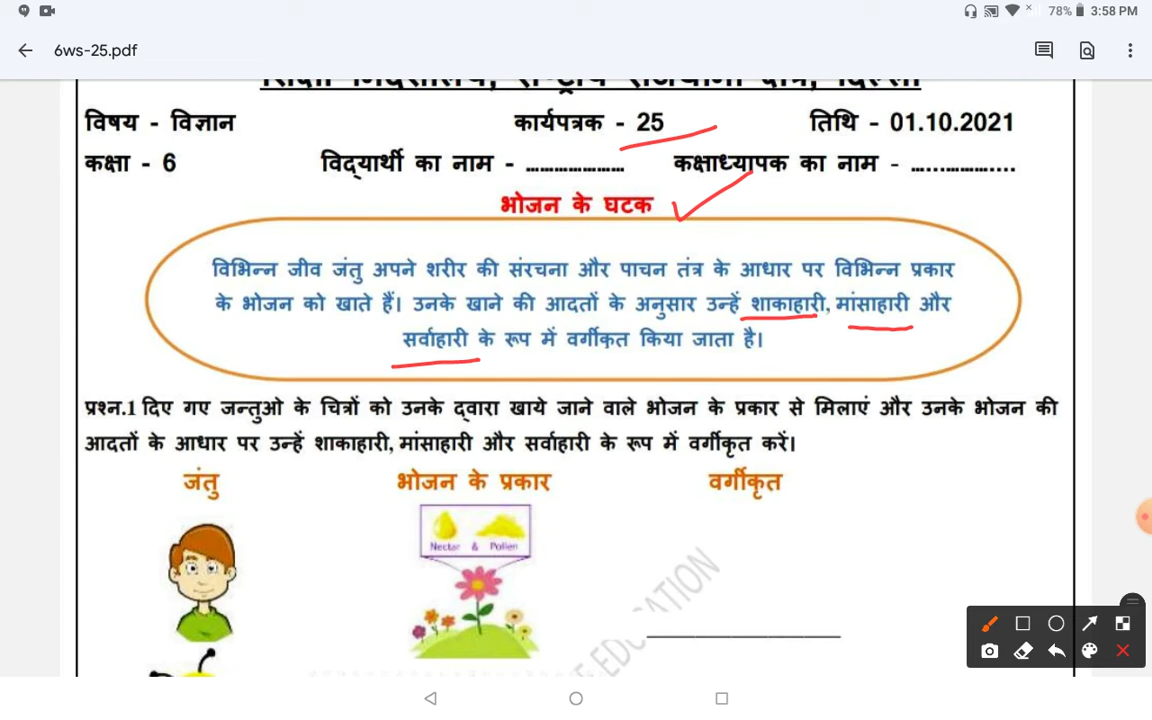 78% 3:58 PM
6ws-25.pdf
विषय - विज्ञान कार्यपत्रक - 25 तिथि - 01.10.2021
कक्षा - 6 विद्यार्थी का नाम - ..................... कक्षाध्यापक का नाम - .....................
भोजन के घटक
विभिन्न जीव जंतु अपने शरीर की संरचना और पाचन तंत्र के आधार पर विभिन्न प्रकार
के भोजन को खाते हैं। उनके खाने की आदतों के अनुसार उन्हें शाकाहारी, मांसाहारी और
सर्वाहारी के रूप में वर्गीकृत किया जाता है।
प्रश्न.1 दिए गए जन्तुओ के चित्रों को उनके द्वारा खाये जाने वाले भोजन के प्रकार से मिलाएं और उनके भोजन की
आदतों के आधार पर उन्हें शाकाहारी, मांसाहारी और सर्वाहारी के रूप में वर्गीकृत करें।
जंतु भोजन के प्रकार वर्गीकृत
Nectar & Pollen